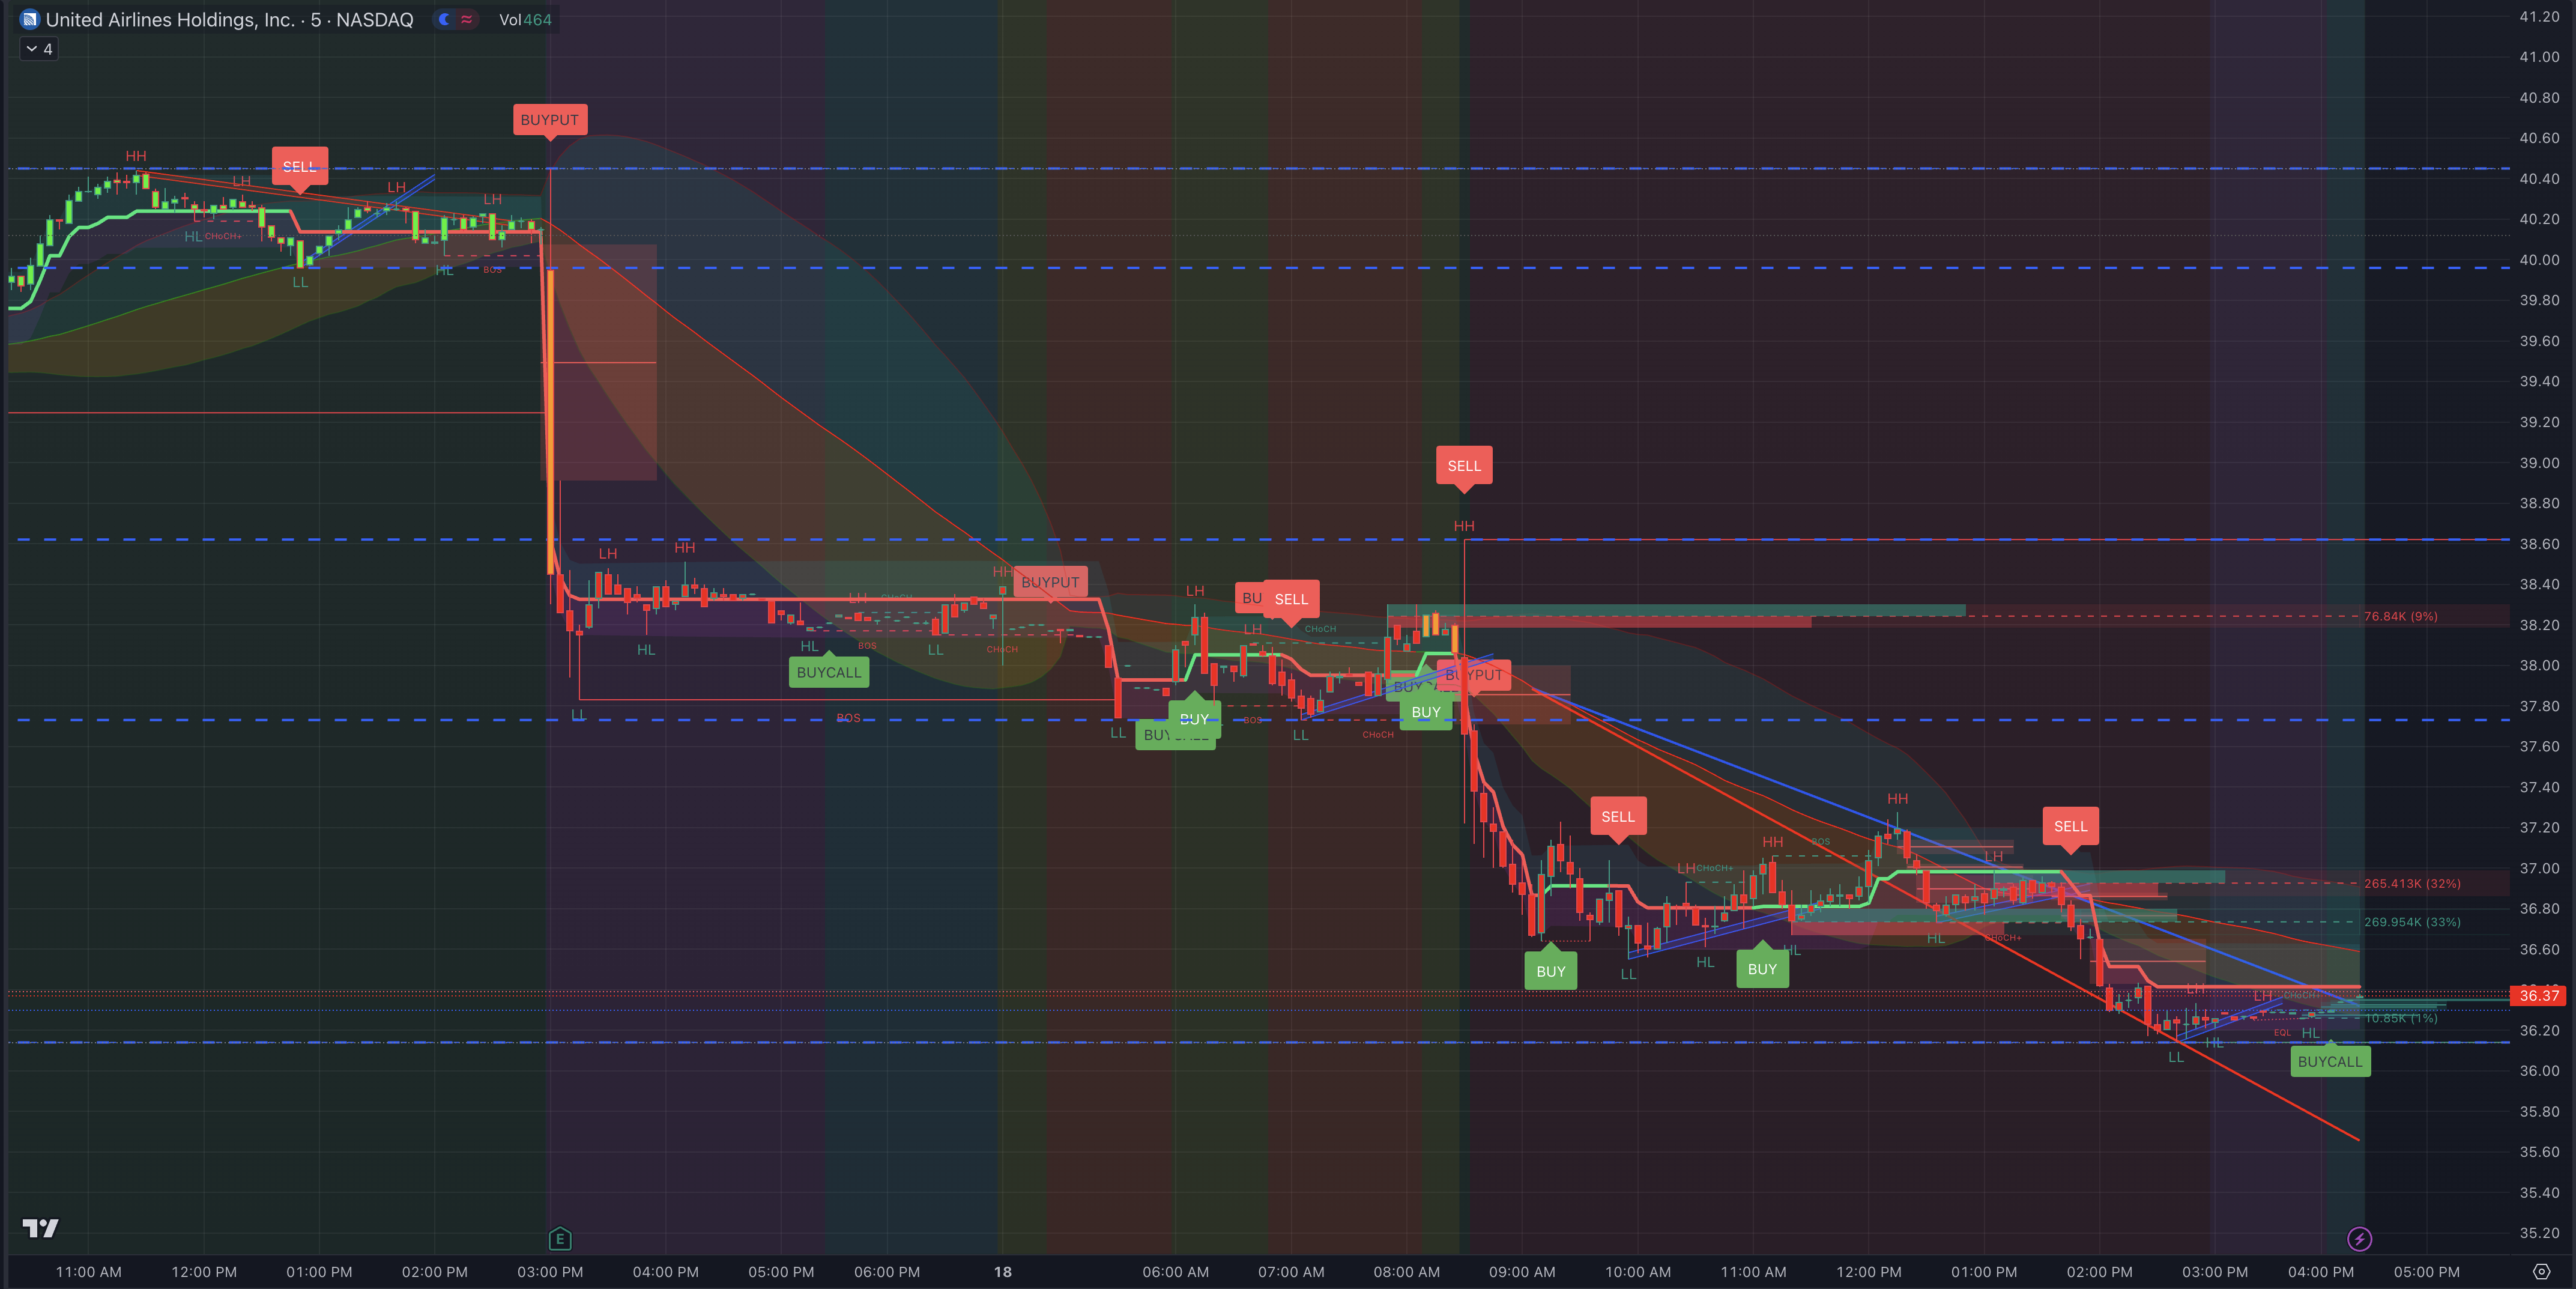 United Airlines Holdings, Inc. · 5 · NASDAQ Vol464
4
41.20
41.00
40.80
40.60
40.40
40.20
40.00
39.80
39.60
39.40
39.20
39.00
38.80
38.60
38.40
38.20
38.00
37.80
37.60
37.40
37.20
37.00
36.80
36.60
36.37
36.20
36.00
35.80
35.60
35.40
35.20
BUYPUT
HH
SELL
LH
LH
LH
HL CHoCH+
HL
BOS
LL
SELL
HH
LH
HH
HH
BUYPUT
LH
CHoCH
LH
BU
SELL
76.84K (9%)
LH
CHoCH
HL
HL
BOS
LL
CHoCH
BUYCALL
BUYPUT
LL
BOS
BUY
BOS
BUY
LL
LL
CHoCH
HH
SELL
SELL
HH
BOS
LH
LH
CHoCH+
265.413K (32%)
269.954K (33%)
HL
CHoCH+
HL
HL
BUY
LL
BUY
LH
LH
CHoCH+
10.85K (1%)
EQL
HL
HL
LL
BUYCALL
E
11:00 AM 12:00 PM 01:00 PM 02:00 PM 03:00 PM 04:00 PM 05:00 PM 06:00 PM 18 06:00 AM 07:00 AM 08:00 AM 09:00 AM 10:00 AM 11:00 AM 12:00 PM 01:00 PM 02:00 PM 03:00 PM 04:00 PM 05:00 PM